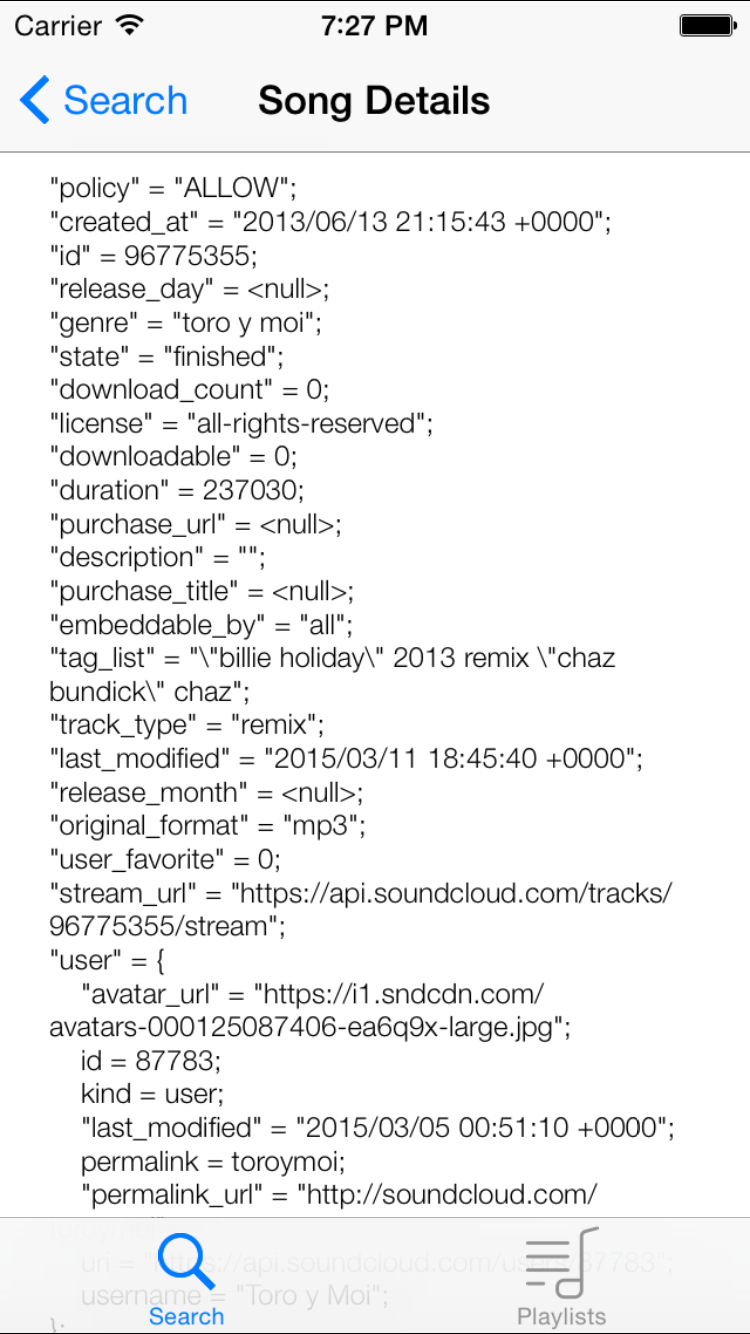 Carrier 7:27 PM
Search Song Details
"policy" = "ALLOW";
"created_at" = "2013/06/13 21:15:43 +0000";
"id" = 96775355;
"release_day" = <null>;
"genre" = "toro y moi";
"state" = "finished";
"download_count" = 0;
"license" = "all-rights-reserved";
"downloadable" = 0;
"duration" = 237030;
"purchase_url" = <null>;
"description" = "";
"purchase_title" = <null>;
"embeddable_by" = "all";
"tag_list" = "\"billie holiday\" 2013 remix \"chaz
bundick\" chaz";
"track_type" = "remix";
"last_modified" = "2015/03/11 18:45:40 +0000";
"release_month" = <null>;
"original_format" = "mp3";
"user_favorite" = 0;
"stream_url" = "https://api.soundcloud.com/tracks/
96775355/stream";
"user" = {
"avatar_url" = "https://i1.sndcdn.com/
avatars-000125087406-ea6q9x-large.jpg";
id = 87783;
kind = user;
"last_modified" = "2015/03/05 00:51:10 +0000";
permalink = toroymoi;
"permalink_url" = "http://soundcloud.com/
uri = "https://api.soundcloud.com/users/87783";
username = "Toro y Moi";
};
Search Playlists